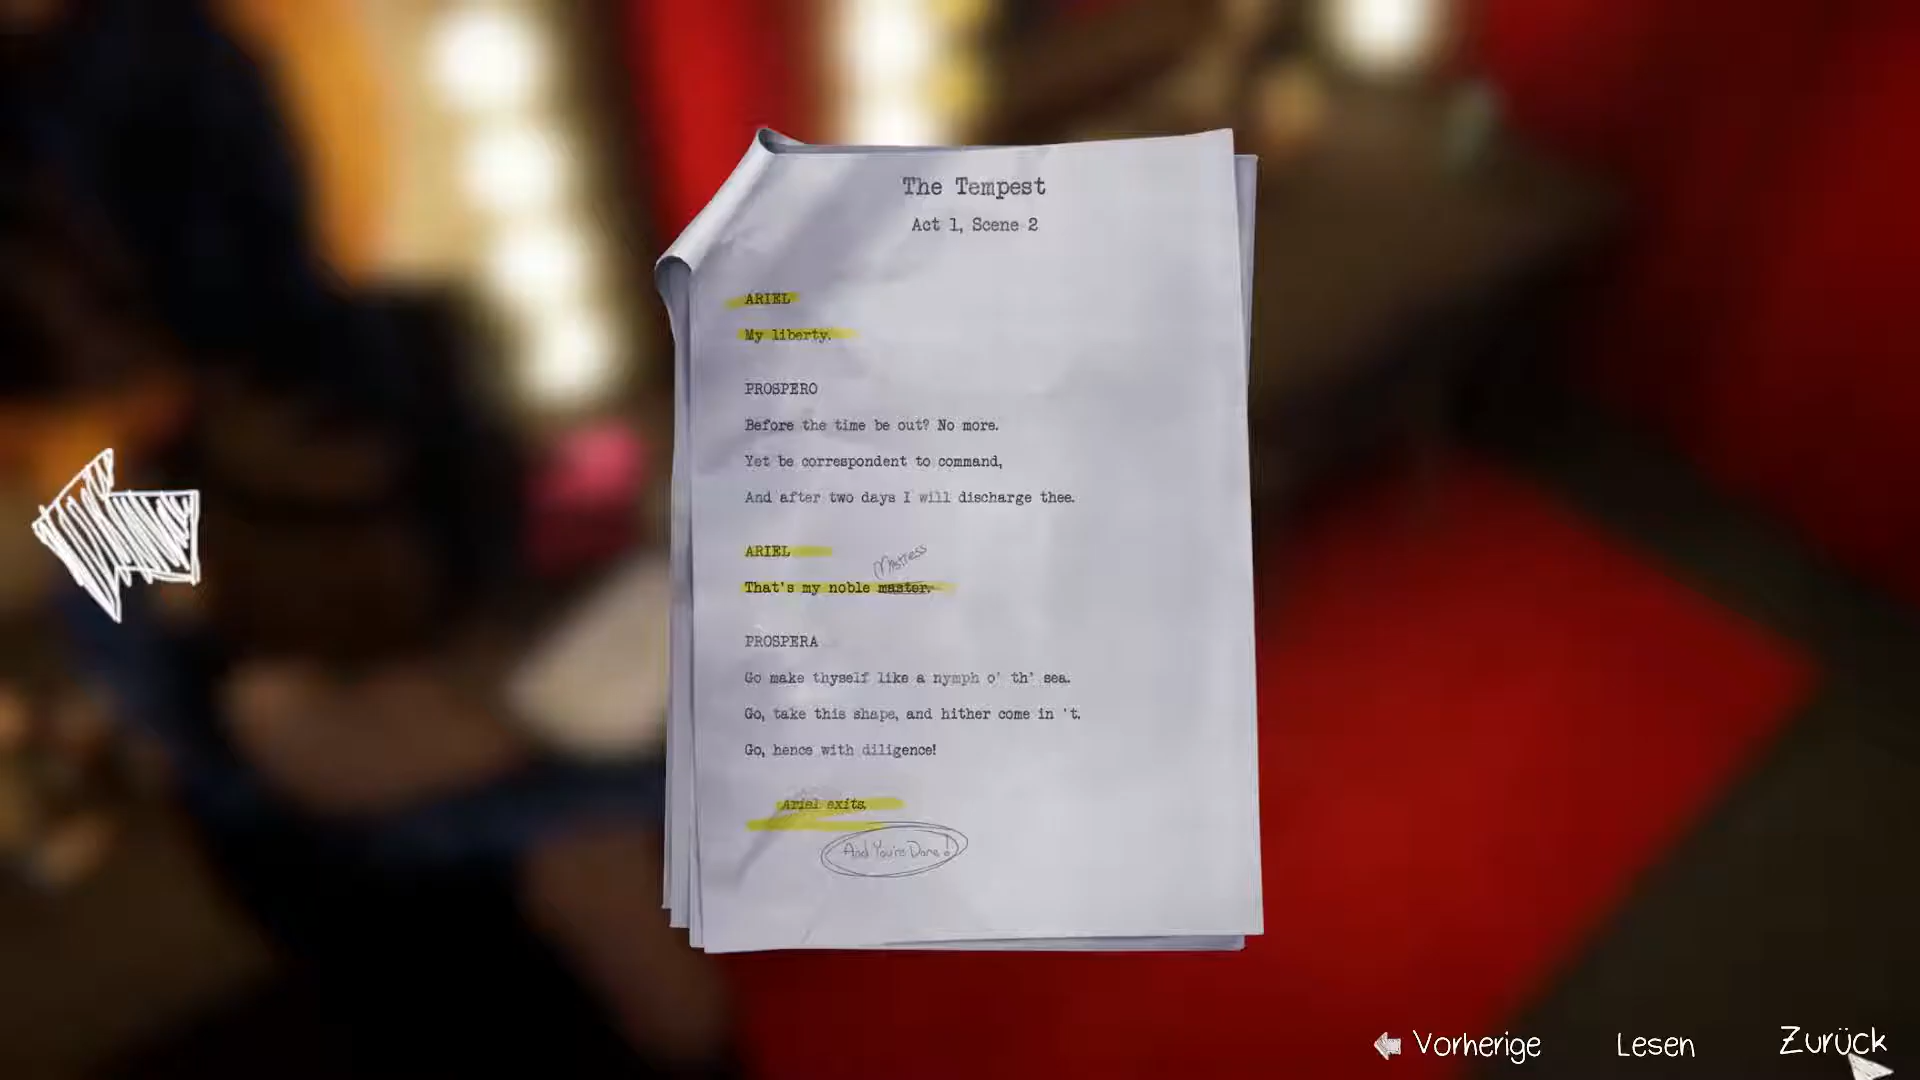 The Tempest
Act 1, Scene 2
ARIEL
My liberty.
PROSPERO
Before the time be out? No more.
Yet be correspondent to command,
And after two days I will discharge thee.
ARIEL
Mistress
That's my noble master.
PROSPERA
Go make thyself like a nymph o' th' sea.
Go, take this shape, and hither come in 't.
Go, hence with diligence!
Ariel exits.
And You're Done!
Vorherige
Lesen
Zurück